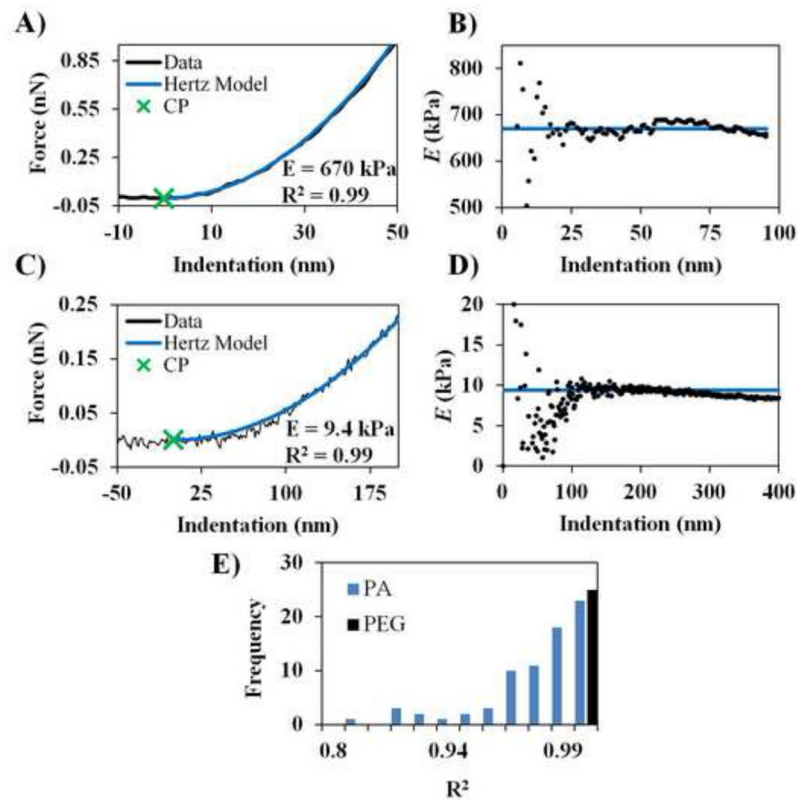 A)
0.85
0.55
0.25
-0.05
Force (nN)
Data
Hertz Model
CP
E = 670 kPa
R² = 0.99
-10 10 30 50
Indentation (nm)
B)
800
700
600
500
E (kPa)
0 25 50 75 100
Indentation (nm)
C)
0.25
0.15
0.05
-0.05
Force (nN)
Data
Hertz Model
CP
E = 9.4 kPa
R² = 0.99
-50 25 100 175
Indentation (nm)
D)
20
15
10
5
0
E (kPa)
0 100 200 300 400
Indentation (nm)
E)
30
20
10
0
Frequency
PA
PEG
0.8 0.94 0.99
R²